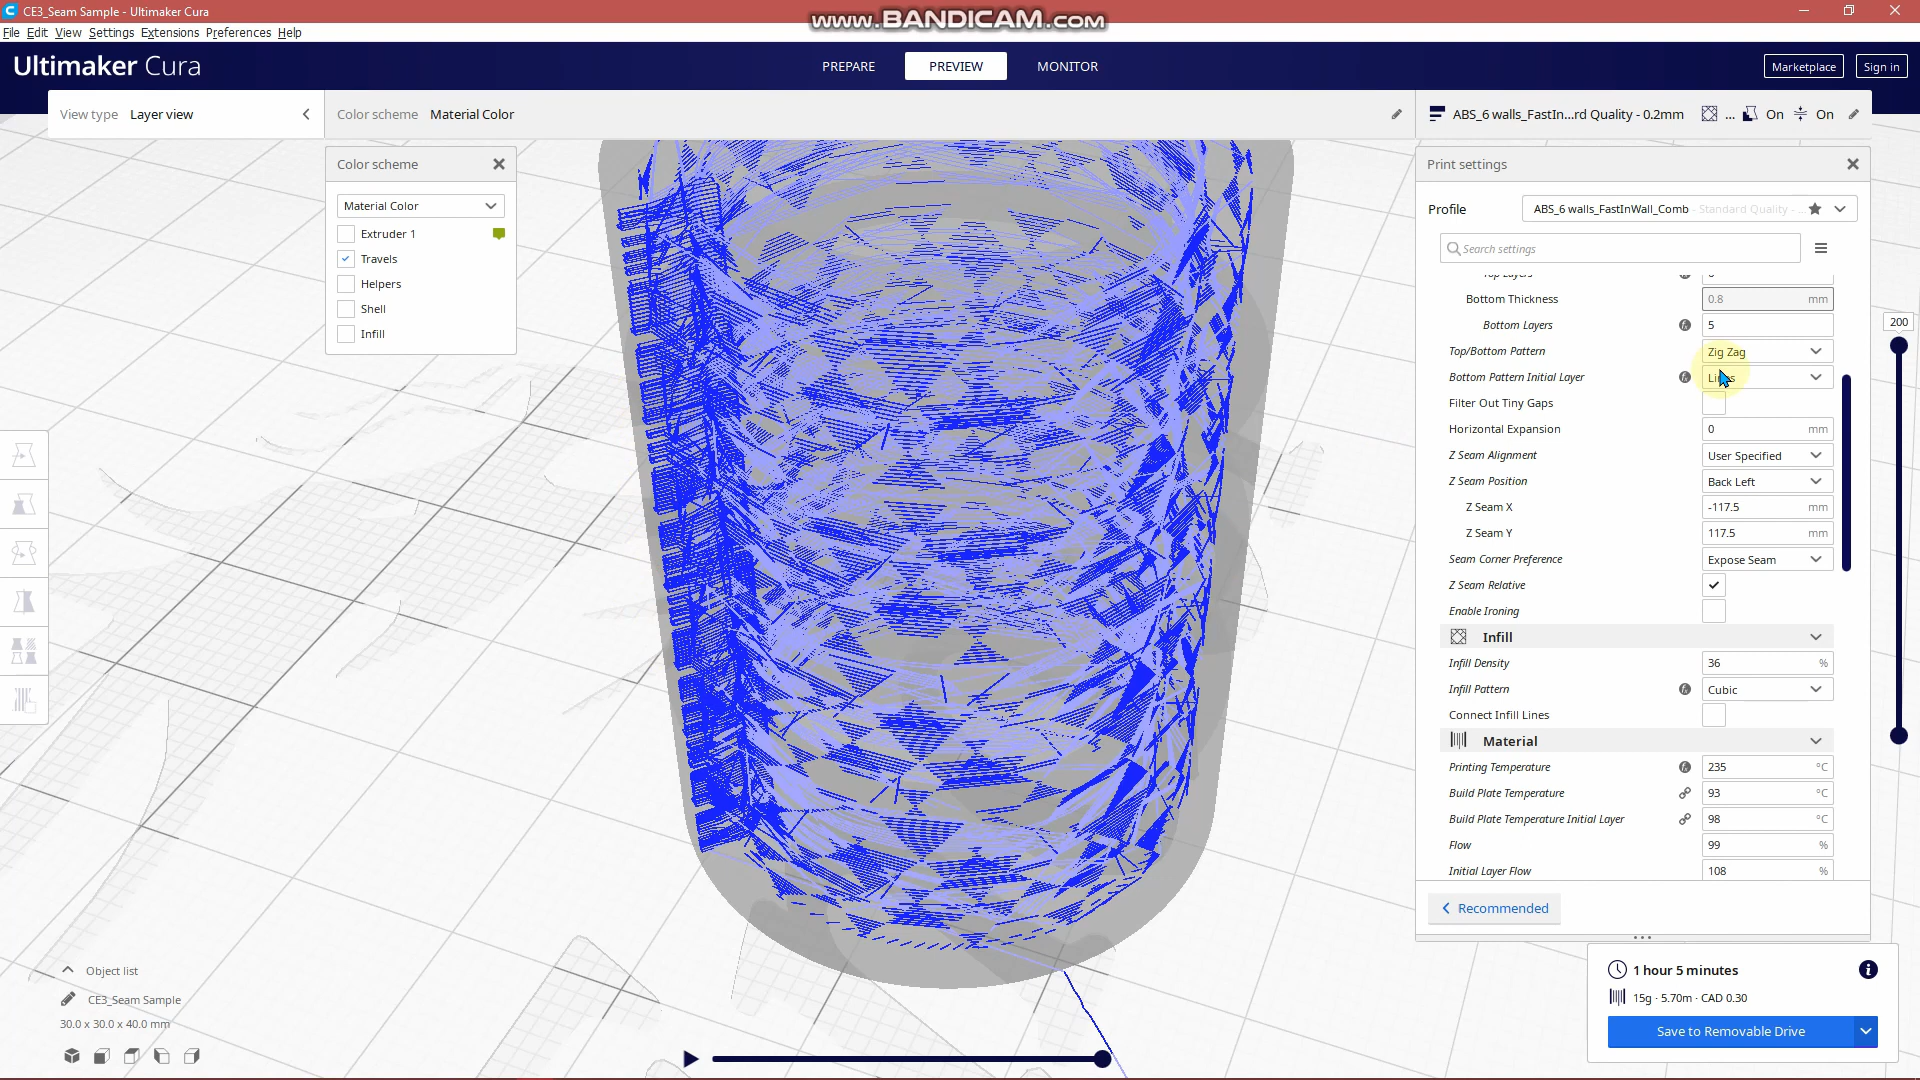 CE3_Seam Sample - Ultimaker Cura
www.BANDICAM.com
File Edit View Settings Extensions Preferences Help
Ultimaker Cura
PREPARE
PREVIEW
MONITOR
Marketplace
Sign in
View type Layer view
Color scheme Material Color
ABS_6 walls_FastIn...rd Quality - 0.2mm ... On On
Color scheme
Material Color
Extruder 1
Travels
Helpers
Shell
Infill
Print settings
Profile ABS_6 walls_FastInWall_Comb - Standard Quality - ...
Search settings
Top Layers
Bottom Thickness 0.8 mm
Bottom Layers 5
Top/Bottom Pattern Zig Zag
Bottom Pattern Initial Layer Lines
Filter Out Tiny Gaps
Horizontal Expansion 0 mm
Z Seam Alignment User Specified
Z Seam Position Back Left
Z Seam X -117.5 mm
Z Seam Y 117.5 mm
Seam Corner Preference Expose Seam
Z Seam Relative
Enable Ironing
Infill
Infill Density 36 %
Infill Pattern Cubic
Connect Infill Lines
Material
Printing Temperature 235 °C
Build Plate Temperature 93 °C
Build Plate Temperature Initial Layer 98 °C
Flow 99 %
Initial Layer Flow 108 %
Recommended
200
Object list
CE3_Seam Sample
30.0 x 30.0 x 40.0 mm
1 hour 5 minutes
15g · 5.70m · CAD 0.30
Save to Removable Drive